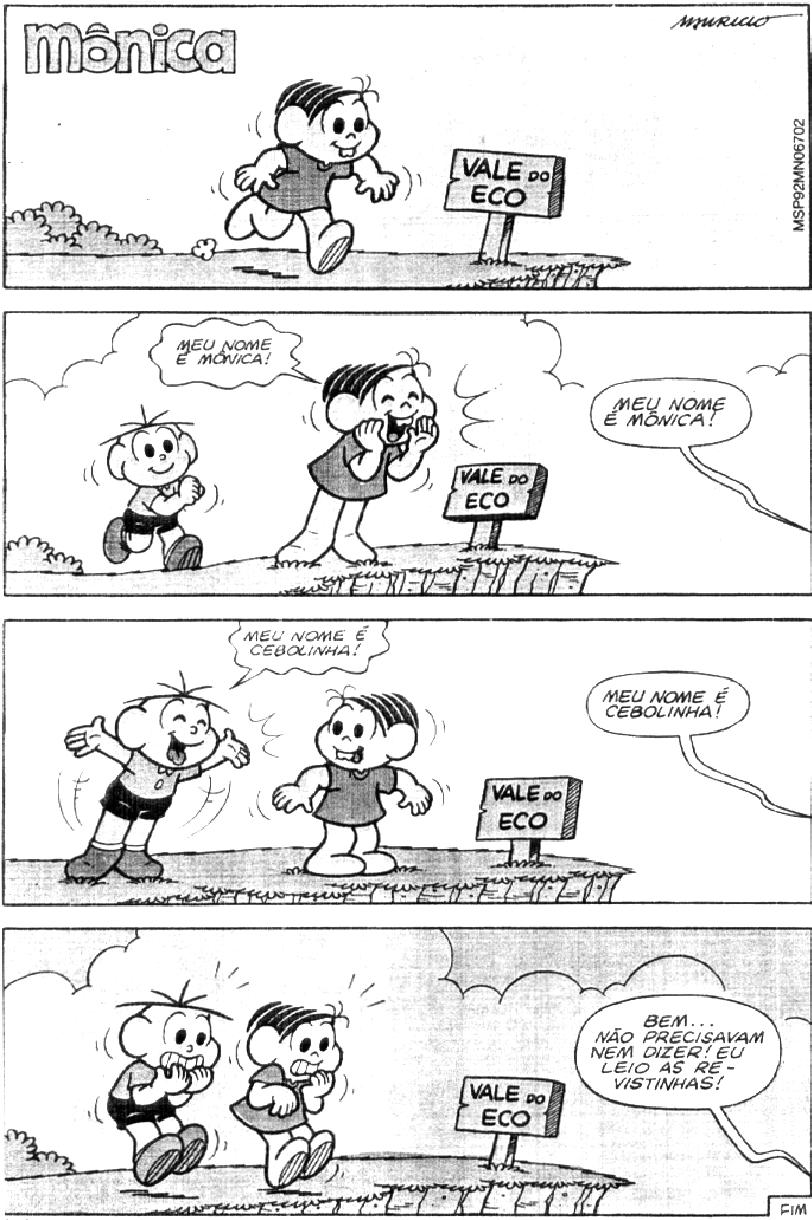 mônica
MAURICIO
VALE DO
ECO
MSP92MN06702
MEU NOME
É MÔNICA!
MEU NOME
É MÔNICA!
VALE DO
ECO
MEU NOME É
CEBOLINHA!
MEU NOME É
CEBOLINHA!
VALE DO
ECO
BEM...
NÃO PRECISAVAM
NEM DIZER! EU
LEIO AS RE-
VISTINHAS!
VALE DO
ECO
FIM